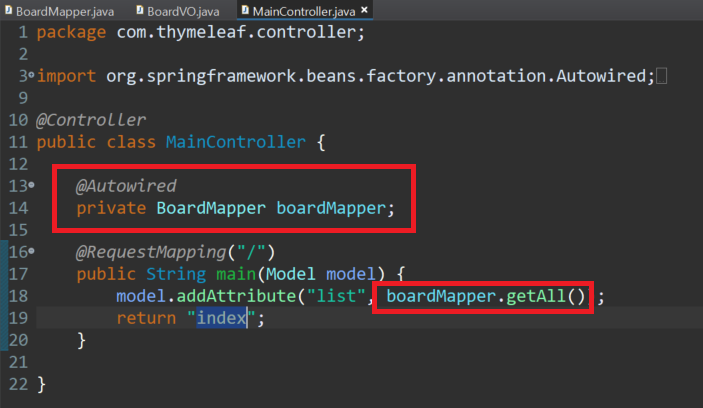 BoardMapper.java BoardVO.java MainController.java
1 package com.thymeleaf.controller;
2
3 import org.springframework.beans.factory.annotation.Autowired;
9
10 @Controller
11 public class MainController {
12
13 @Autowired
14 private BoardMapper boardMapper;
15
16 @RequestMapping("/")
17 public String main(Model model) {
18 model.addAttribute("list", boardMapper.getAll() ;
19 return "index";
20 }
21
22 }